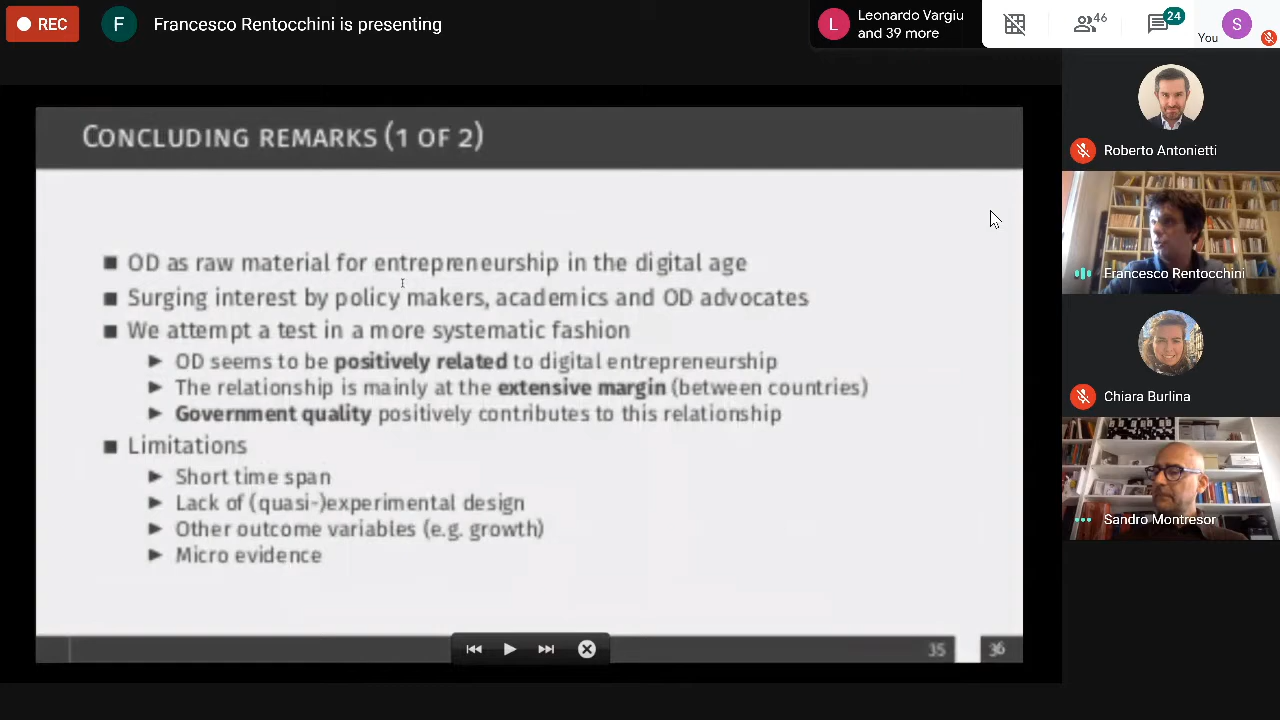 REC
F
Francesco Rentocchini is presenting
L
Leonardo Vargiu
and 39 more
46
24
You
S
CONCLUDING REMARKS (1 OF 2)
OD as raw material for entrepreneurship in the digital age
Surging interest by policy makers, academics and OD advocates
We attempt a test in a more systematic fashion
OD seems to be positively related to digital entrepreneurship
The relationship is mainly at the extensive margin (between countries)
Government quality positively contributes to this relationship
Limitations
Short time span
Lack of (quasi-)experimental design
Other outcome variables (e.g. growth)
Micro evidence
35
36
Roberto Antonietti
Francesco Rentocchini
Chiara Burlina
Sandro Montresor